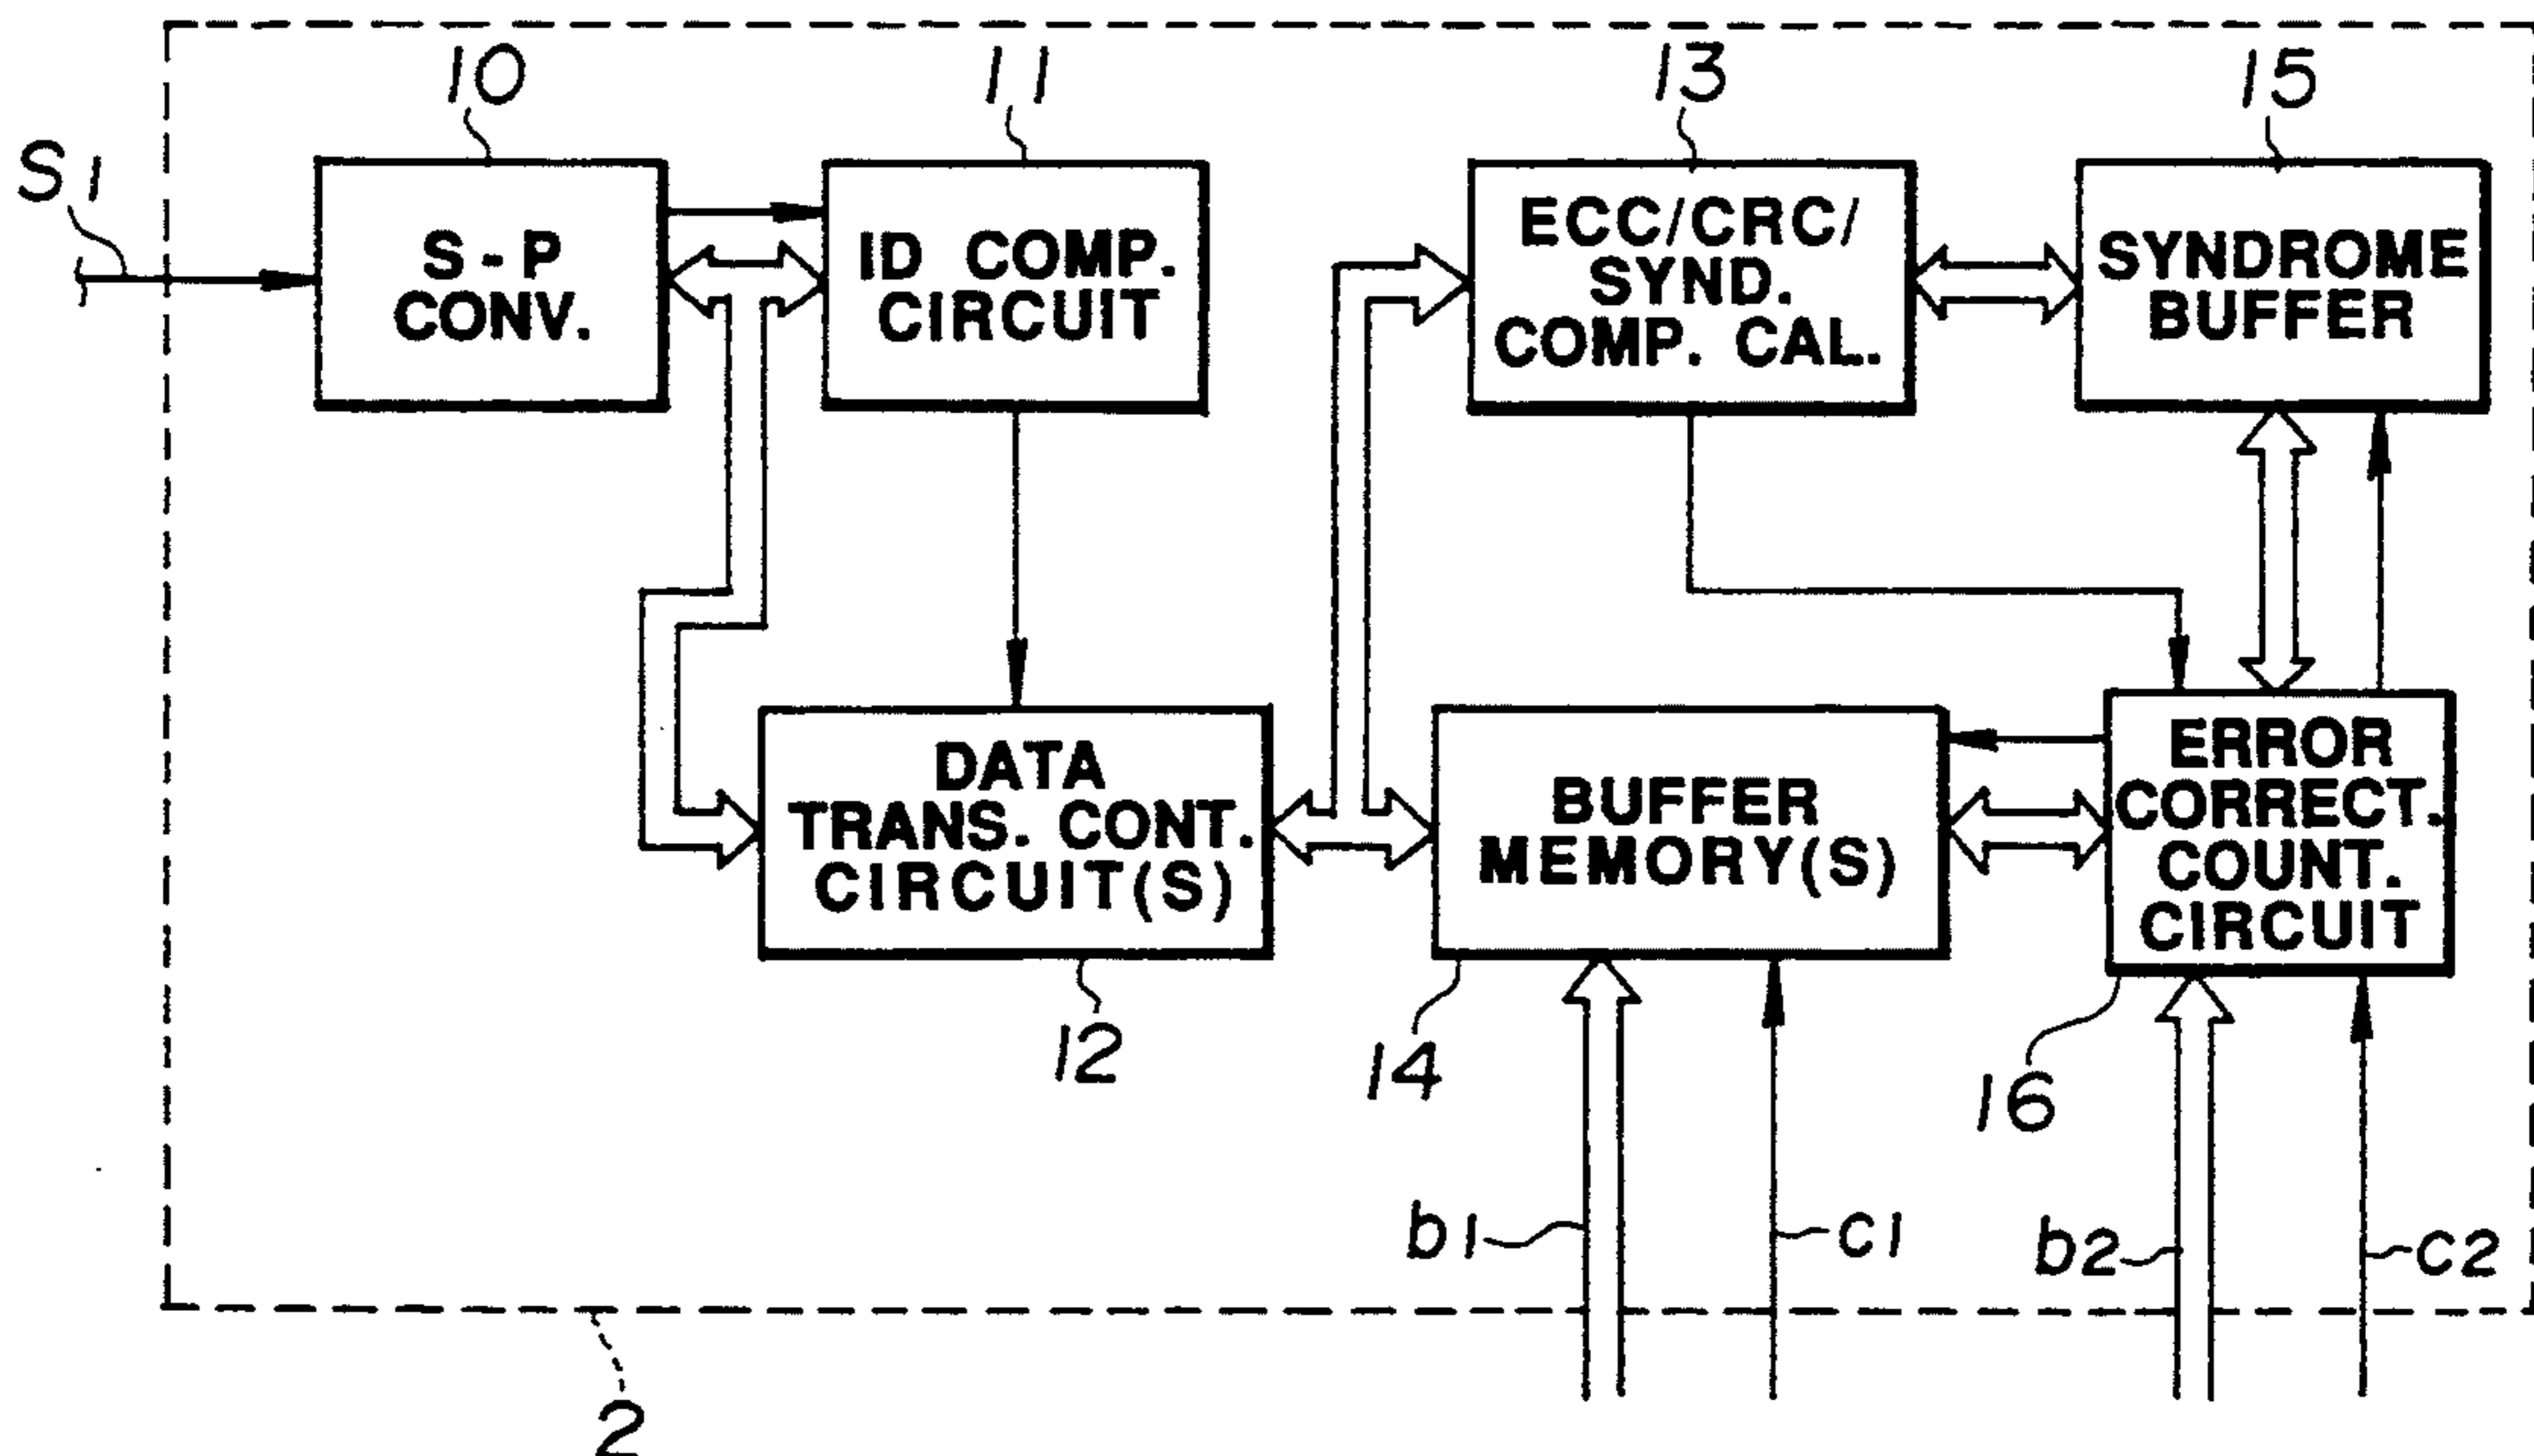 10
11
13
15
S1
S-P
CONV.
ID COMP.
CIRCUIT
ECC/CRC/
SYND.
COMP. CAL.
SYNDROME
BUFFER
DATA
TRANS. CONT.
CIRCUIT(S)
BUFFER
MEMORY(S)
ERROR
CORRECT.
COUNT.
CIRCUIT
12
14
16
b1
c1
b2
c2
2